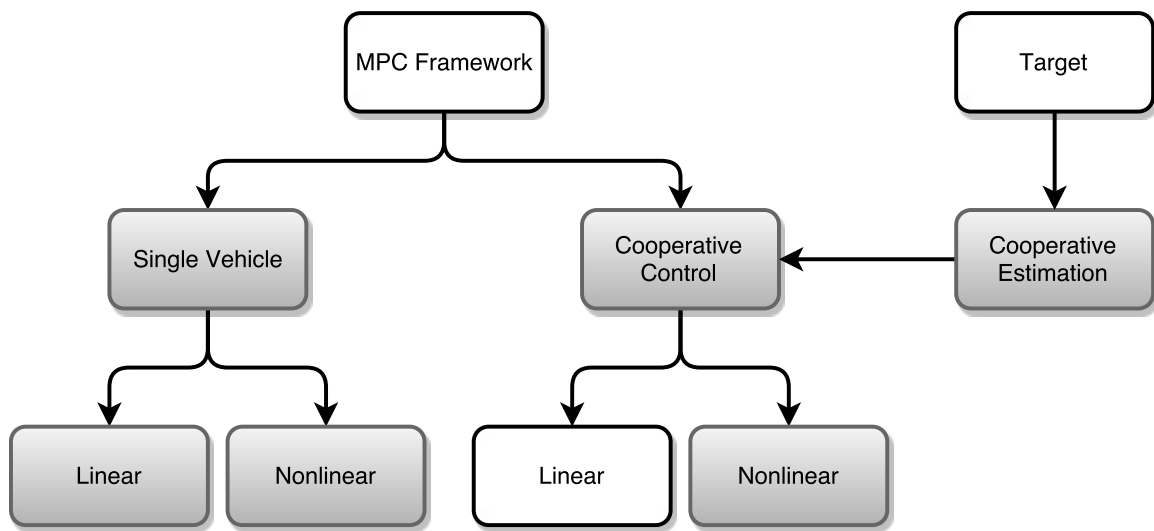 MPC Framework
Target
Single Vehicle
Cooperative
Control
Cooperative
Estimation
Linear
Nonlinear
Linear
Nonlinear